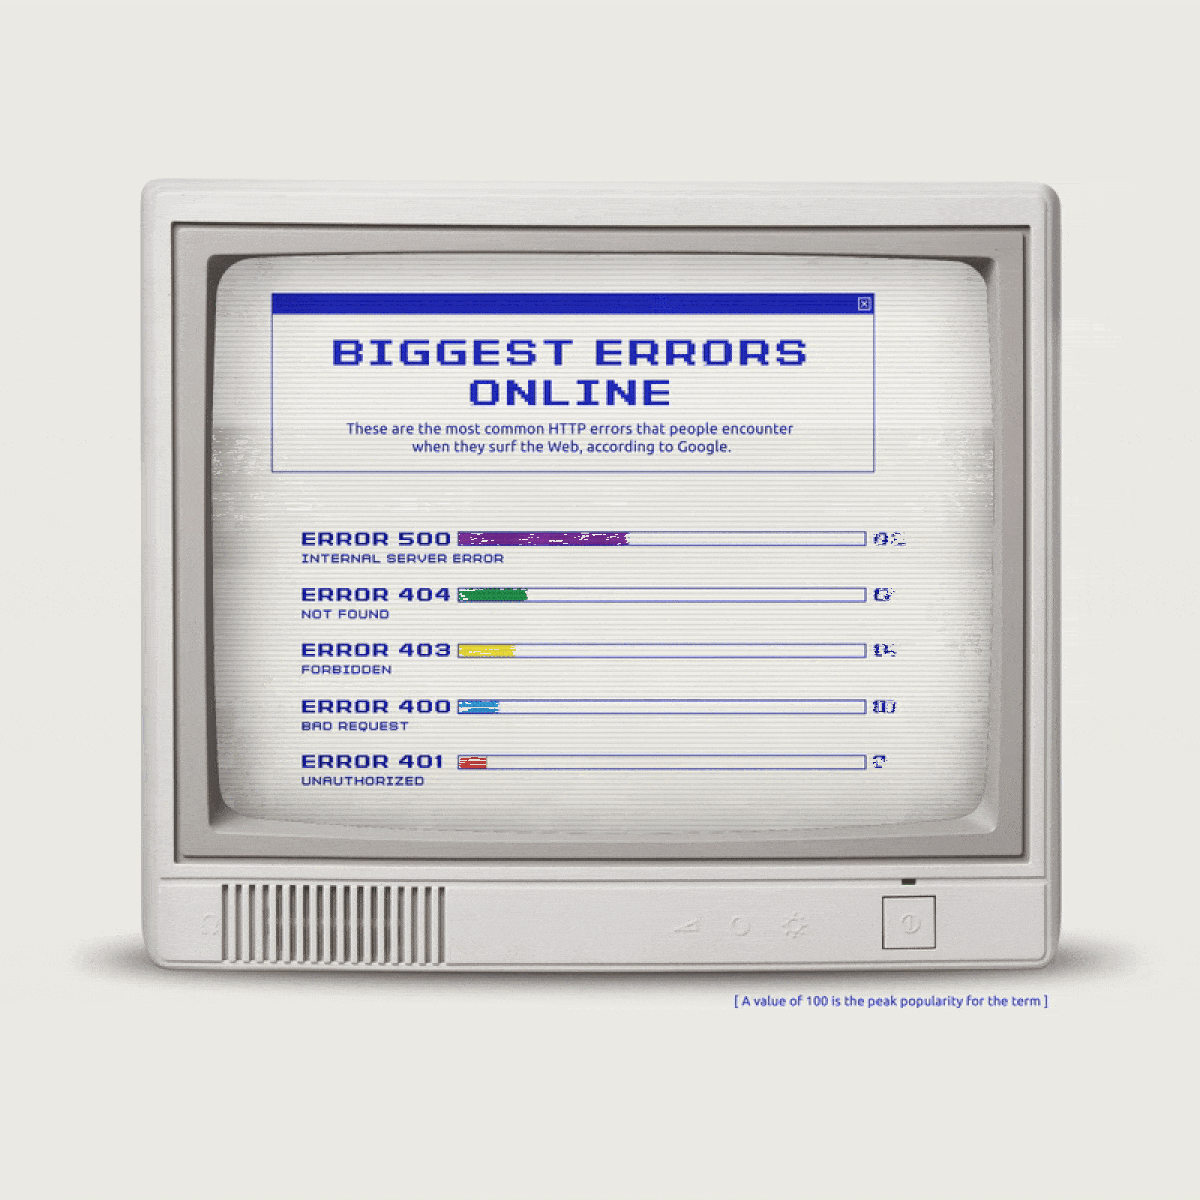 BIGGEST ERRORS
ONLINE
These are the most common HTTP errors that people encounter
when they surf the Web, according to Google.
ERROR 500
INTERNAL SERVER ERROR
ERROR 404
NOT FOUND
ERROR 403
FORBIDDEN
ERROR 400
BAD REQUEST
ERROR 401
UNAUTHORIZED
[ A value of 100 is the peak popularity for the term ]